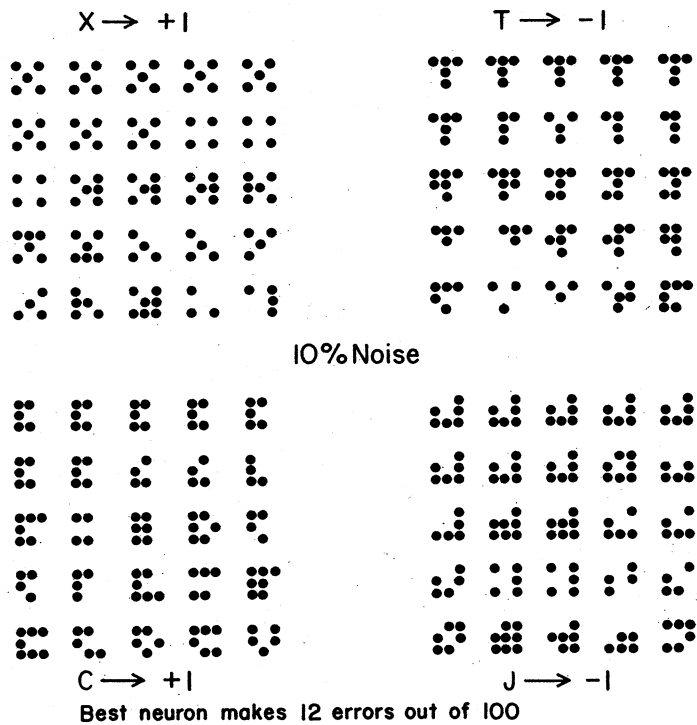 X → +1
T → -1
10% Noise
C → +1
J → -1
Best neuron makes 12 errors out of 100